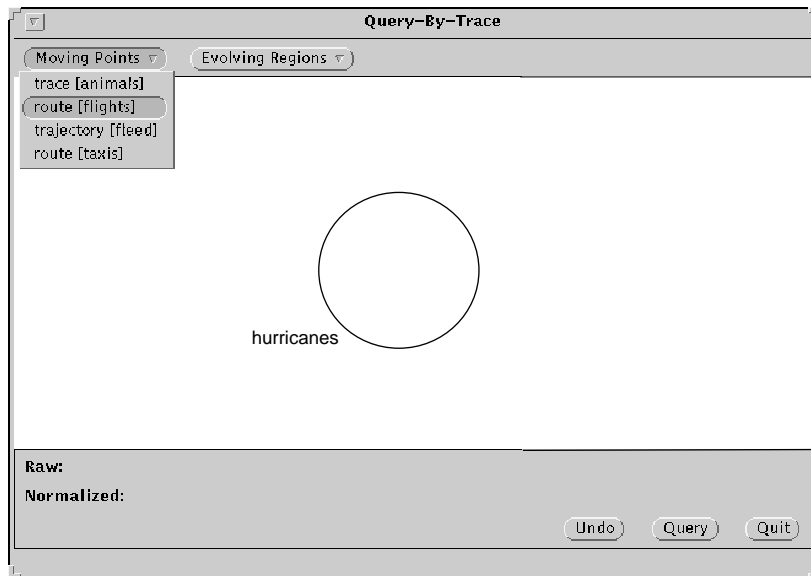 Query-By-Trace
Moving Points Evolving Regions
trace [animals]
route [flights]
trajectory [fleed]
route [taxis]
hurricanes
Raw:
Normalized:
Undo Query Quit